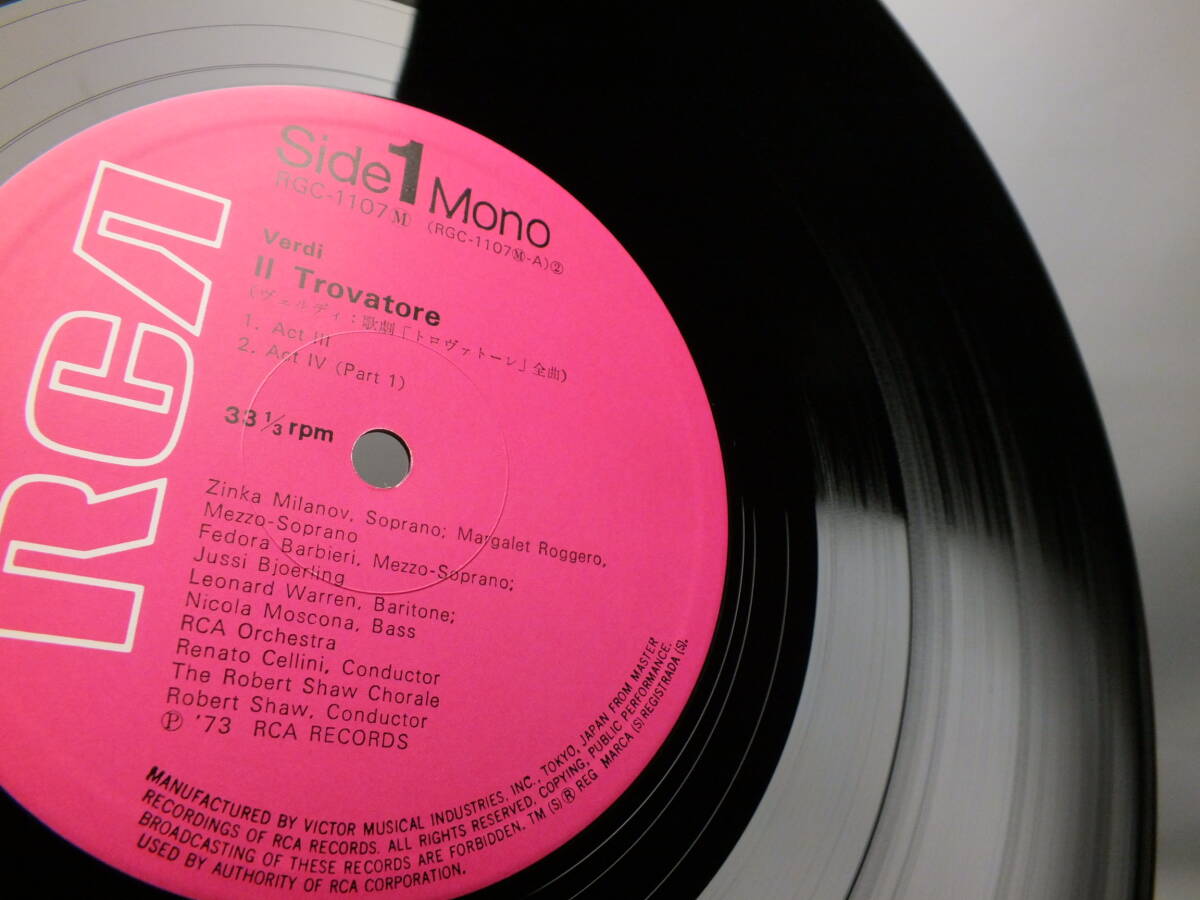 RCA
Side 1 Mono
RGC-1107Ⓜ (RGC-1107Ⓜ-A)②
Verdi
Il Trovatore
(ヴェルディ:歌劇「トロヴァトーレ」全曲)
1. Act III
2. Act IV (Part 1)
33 1/3 rpm
Zinka Milanov, Soprano; Margalet Roggero,
Mezzo-Soprano
Fedora Barbieri, Mezzo-Soprano;
Jussi Bjoerling
Leonard Warren, Baritone;
Nicola Moscona, Bass
RCA Orchestra
Renato Cellini, Conductor
The Robert Shaw Chorale
Robert Shaw, Conductor
Ⓟ '73 RCA RECORDS
MANUFACTURED BY VICTOR MUSICAL INDUSTRIES, INC., TOKYO, JAPAN FROM MASTER
RECORDINGS OF RCA RECORDS. ALL RIGHTS RESERVED, COPYING, PUBLIC PERFORMANCE,
BROADCASTING OF THESE RECORDS ARE FORBIDDEN. TM (S) ® REG MARCA (S) REGISTRADA (S).
USED BY AUTHORITY OF RCA CORPORATION.